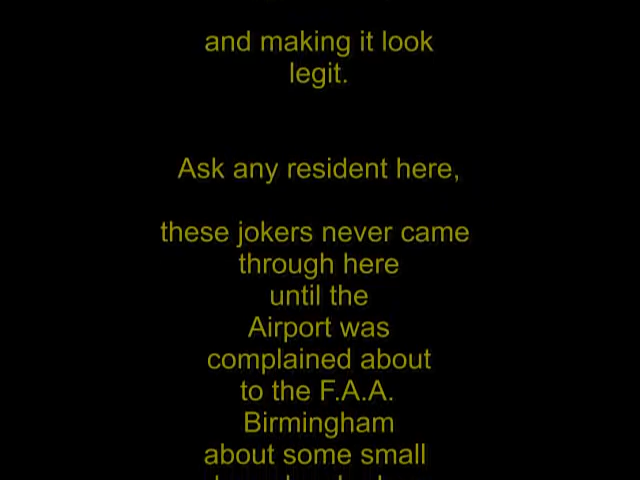 and making it look
legit.
Ask any resident here,
these jokers never came
through here
until the
Airport was
complained about
to the F.A.A.
Birmingham
about some small